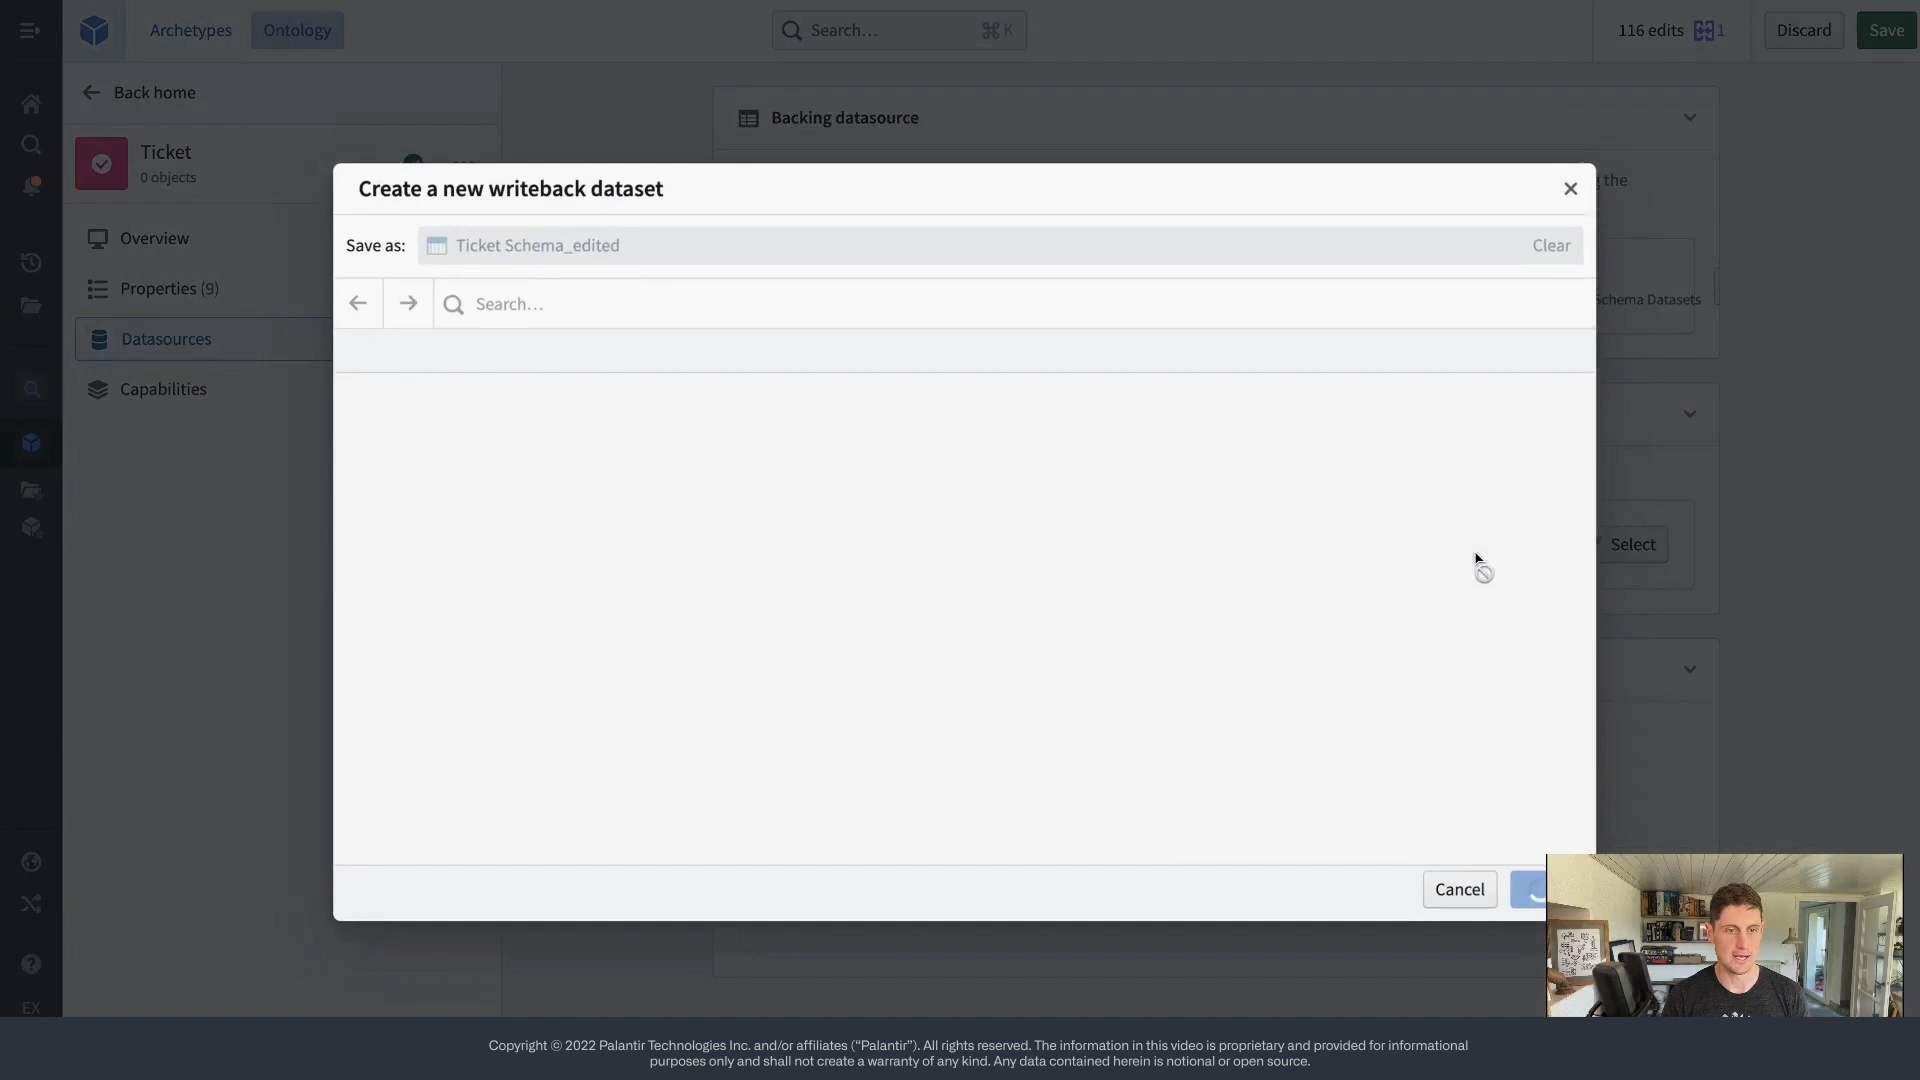 Archetypes
Ontology
Search...
⌘K
116 edits
1
Discard
Save
Back home
Ticket
0 objects
Overview
Properties (9)
Datasources
Capabilities
Backing datasource
the
Schema Datasets
Select
Create a new writeback dataset
Save as:
Ticket Schema_edited
Clear
Search...
Cancel
EX
Copyright © 2022 Palantir Technologies Inc. and/or affiliates (“Palantir”). All rights reserved. The information in this video is proprietary and provided for informational
purposes only and shall not create a warranty of any kind. Any data contained herein is notional or open source.